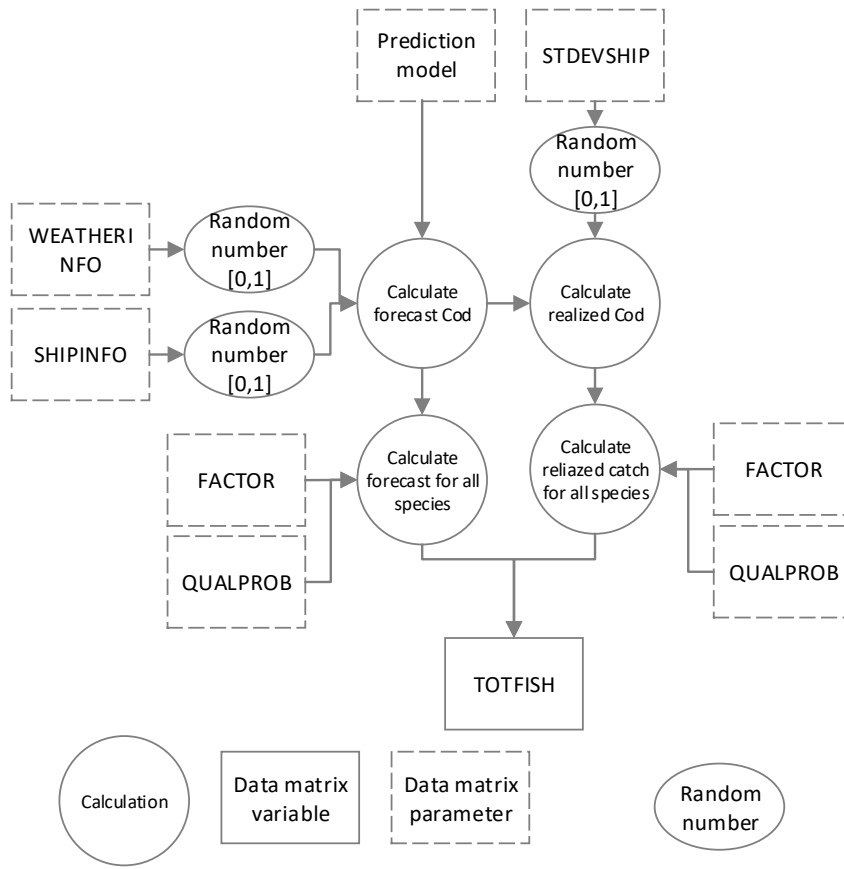 Prediction
model
STDEVSHIP
Random
number
[0,1]
WEATHERI
NFO
Random
number
[0,1]
Calculate
forecast Cod
Calculate
realized Cod
SHIPINFO
Random
number
[0,1]
FACTOR
Calculate
forecast for all
species
Calculate
reliazed catch
for all species
FACTOR
QUALPROB
QUALPROB
TOTFISH
Calculation
Data matrix
variable
Data matrix
parameter
Random
number